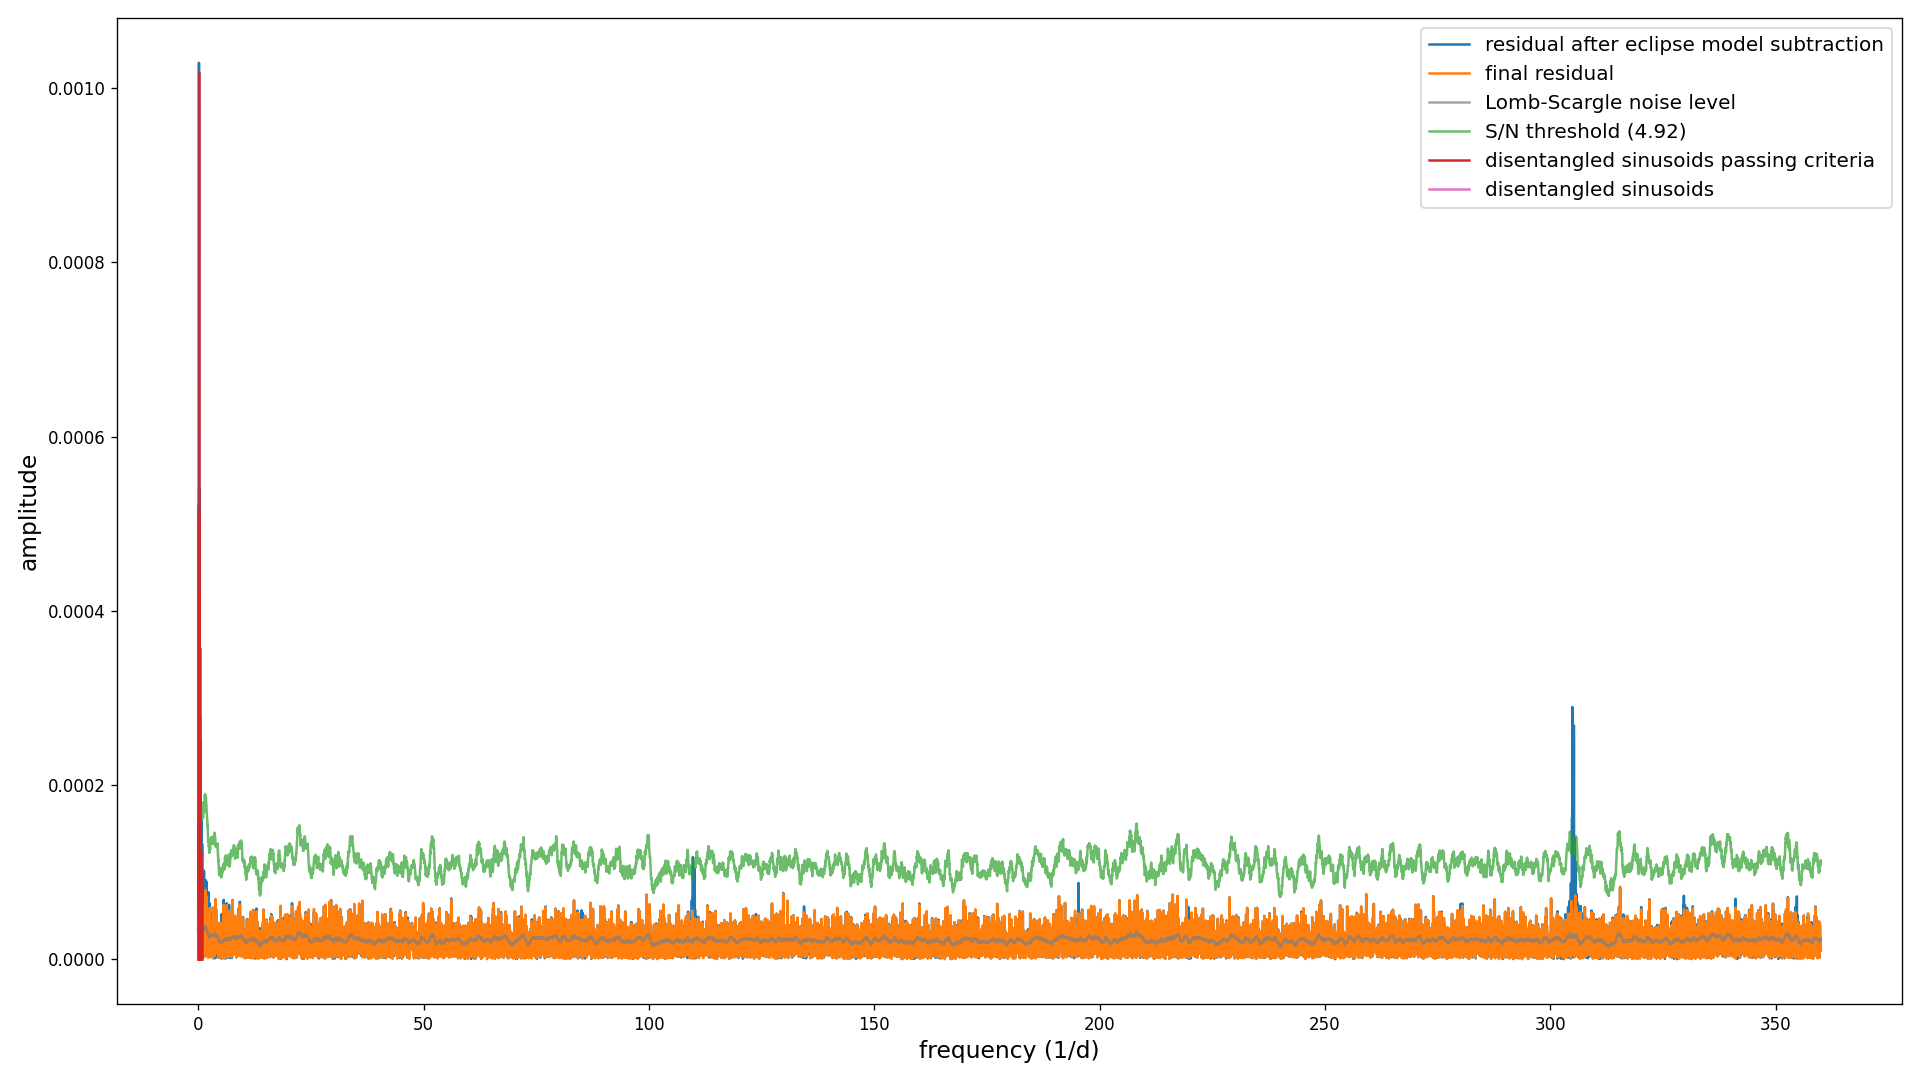 residual after eclipse model subtraction
final residual
Lomb-Scargle noise level
S/N threshold (4.92)
disentangled sinusoids passing criteria
disentangled sinusoids
0.0010
0.0008
0.0006
0.0004
0.0002
0.0000
amplitude
0 50 100 150 200 250 300 350
frequency (1/d)